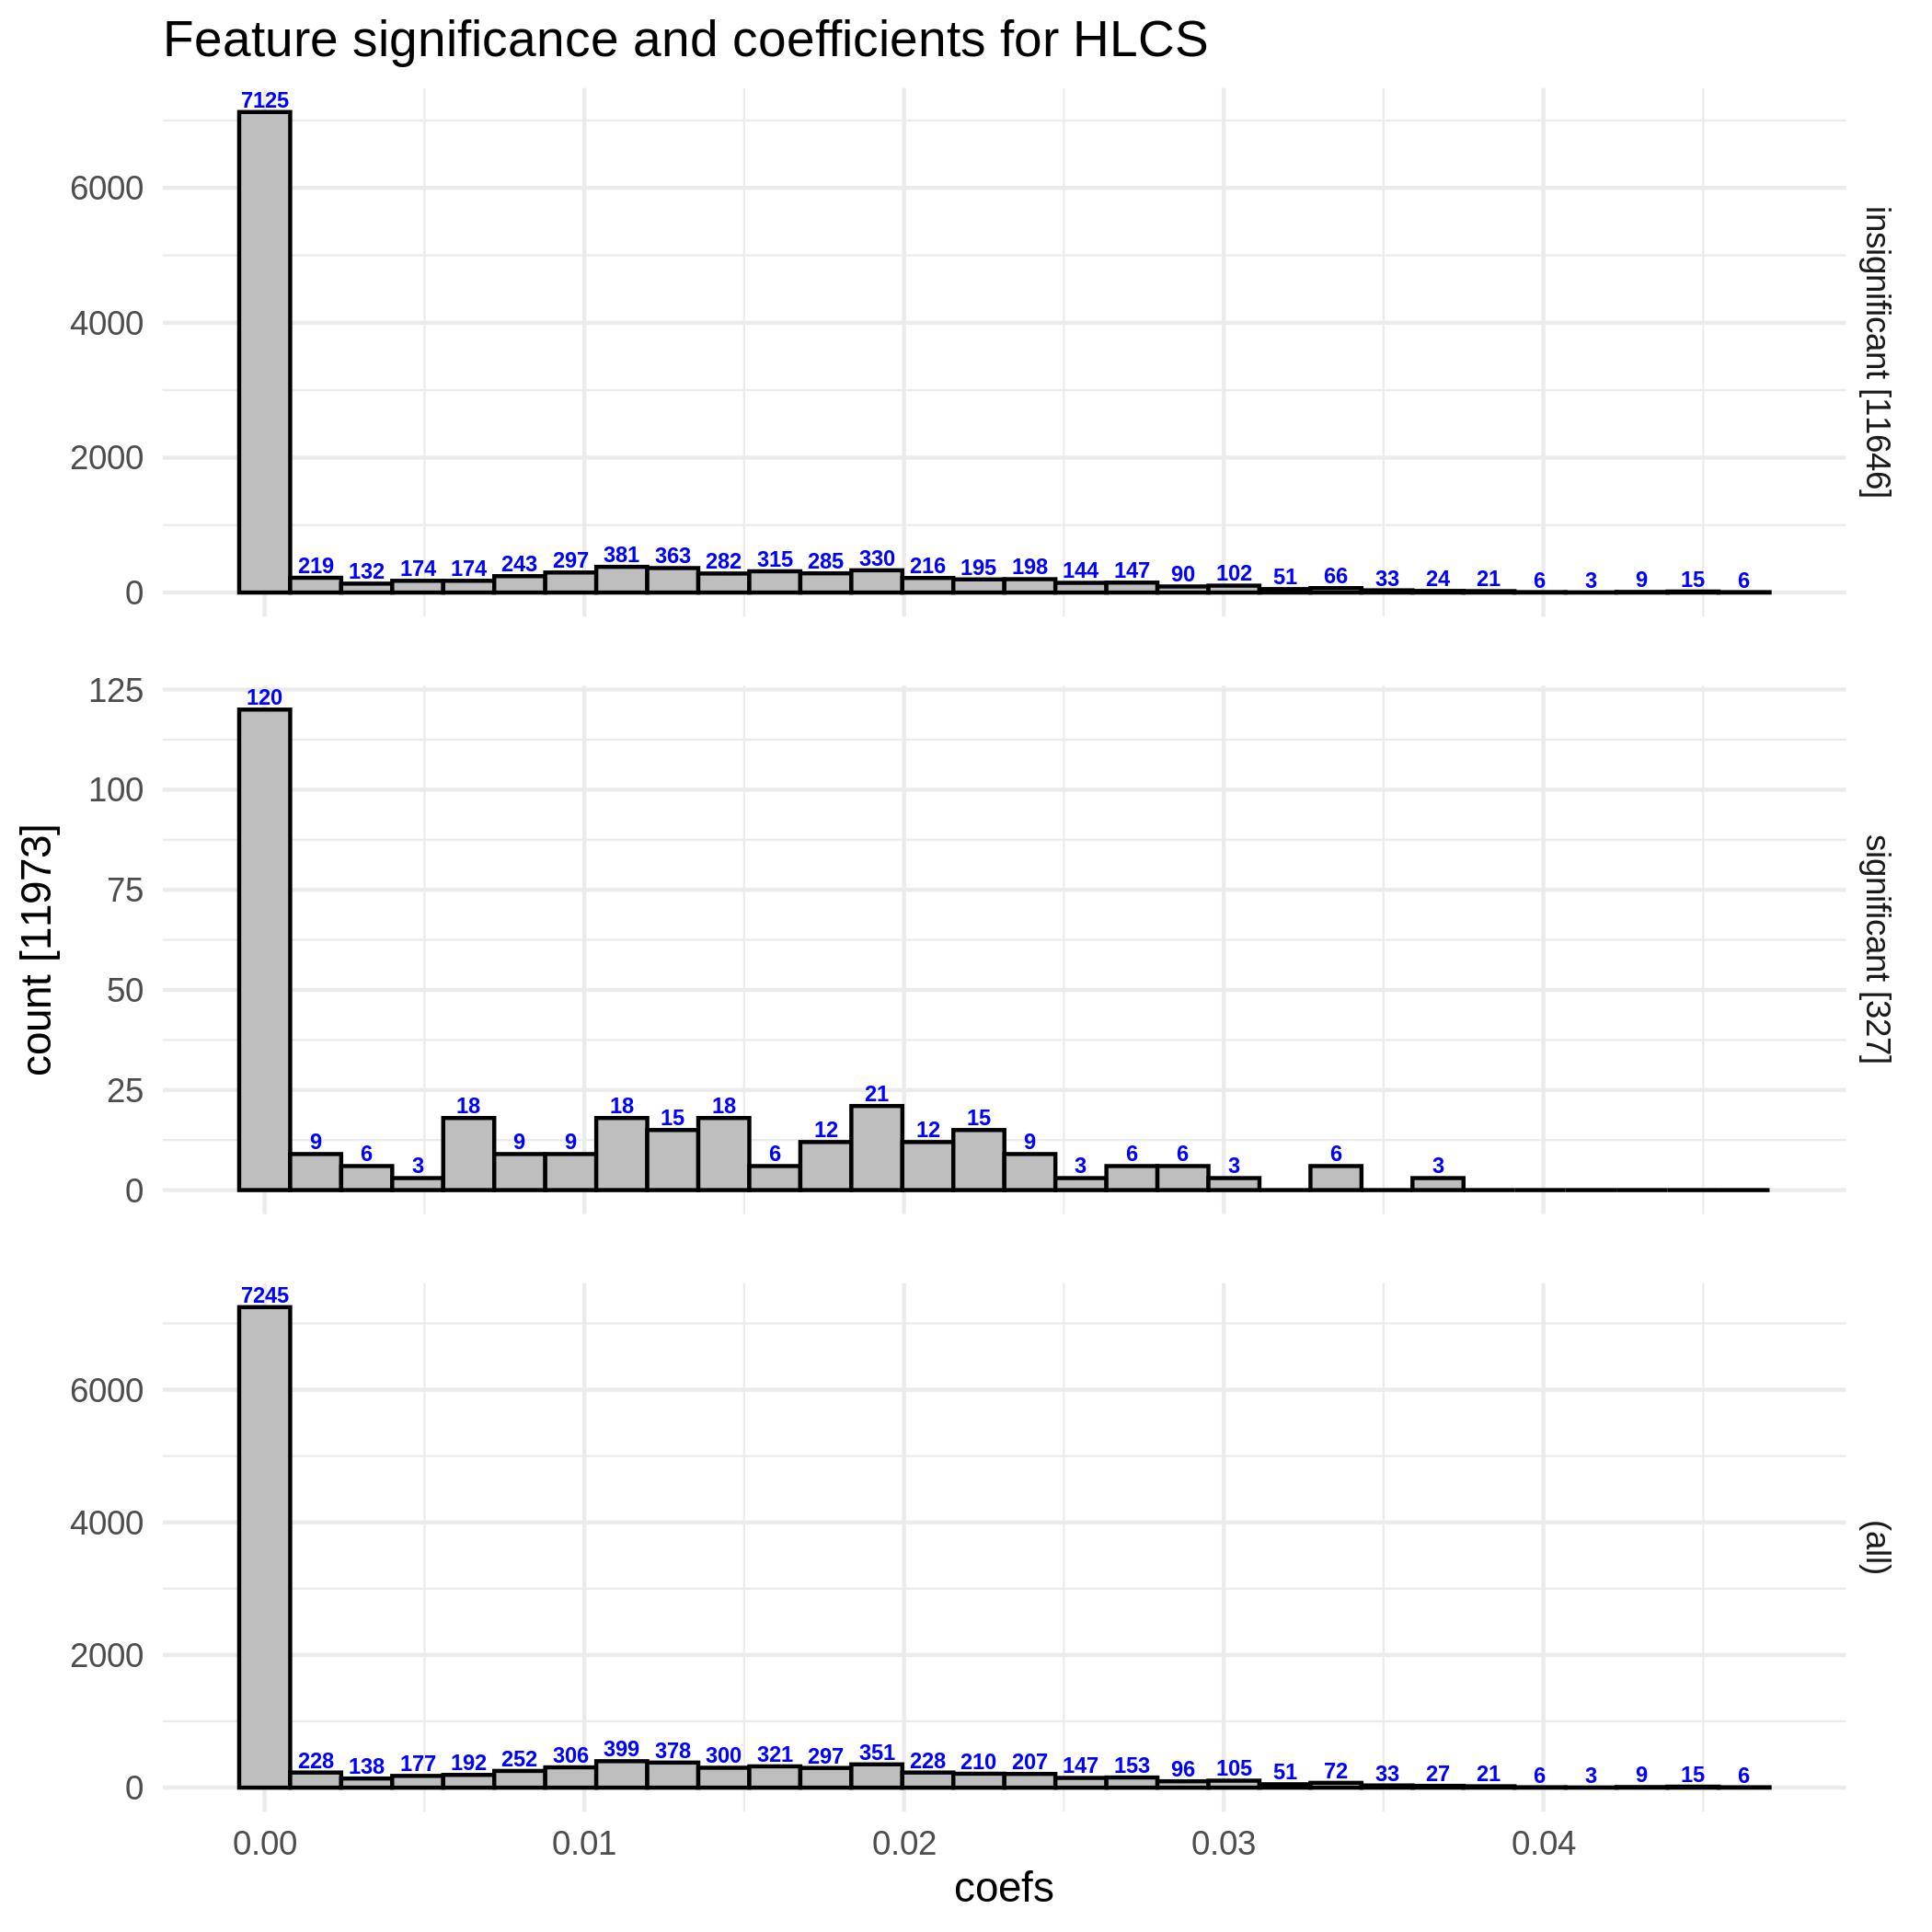 Feature significance and coefficients for HLCS
7125
6000
4000
2000
0
219 132 174 174 243 297 381 363 282 315 285 330 216 195 198 144 147 90 102 51 66 33 24 21 6 3 9 15 6
insignificant [11646]
count [11973]
125
100
75
50
25
0
120
9 6 3 18 9 9 18 15 18 6 12 21 12 15 9 3 6 6 3 6 3
significant [327]
7245
6000
4000
2000
0
228 138 177 192 252 306 399 378 300 321 297 351 228 210 207 147 153 96 105 51 72 33 27 21 6 3 9 15 6
(all)
0.00 0.01 0.02 0.03 0.04
coefs